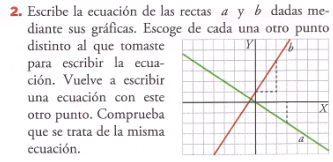 2. Escribe la ecuación de las rectas a y b dadas me-
diante sus gráficas. Escoge de cada una otro punto
distinto al que tomaste
para escribir la ecua-
ción. Vuelve a escribir
una ecuación con este
otro punto. Comprueba
que se trata de la misma
ecuación.
Y
b
X
a